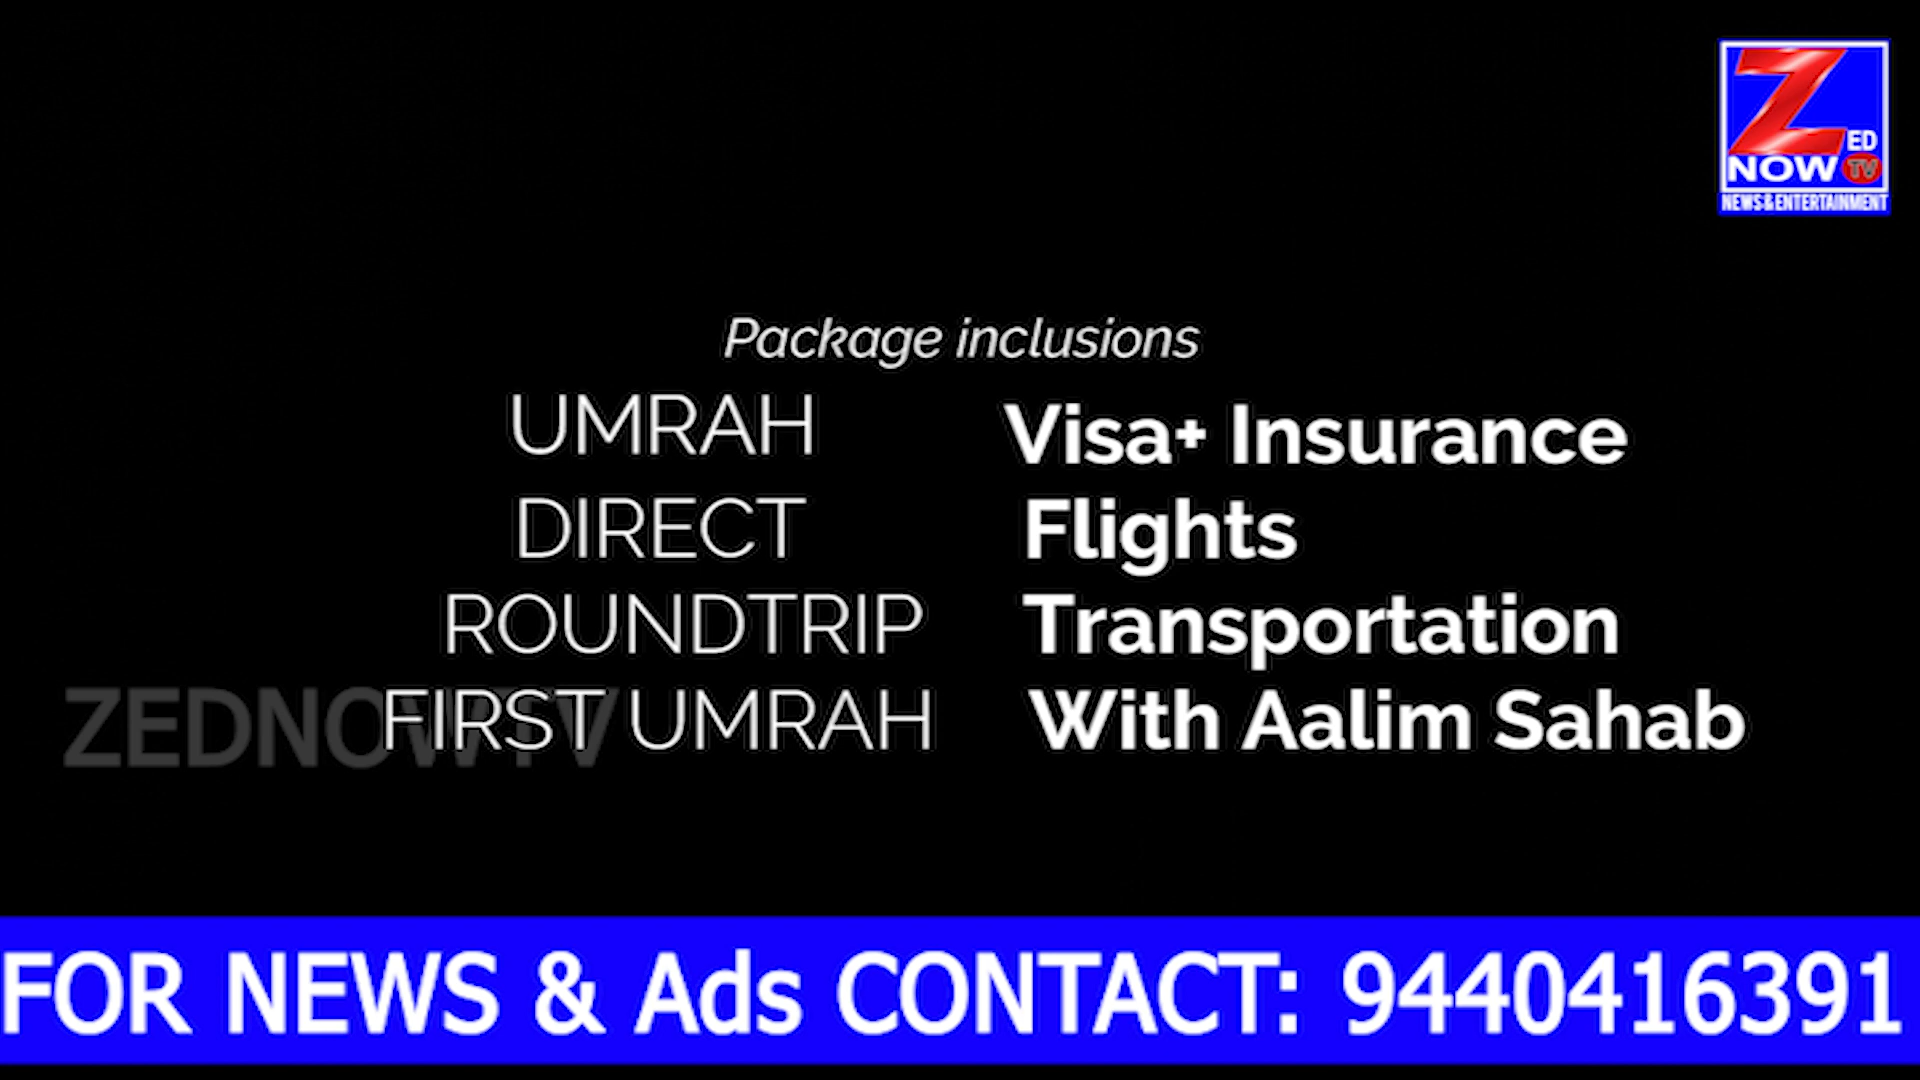 Z ED
NOW TV
NEWS & ENTERTAINMENT
Package inclusions
UMRAH Visa+ Insurance
DIRECT Flights
ROUNDTRIP Transportation
FIRST UMRAH With Aalim Sahab
ZEDNOWTV
FOR NEWS & Ads CONTACT: 9440416391